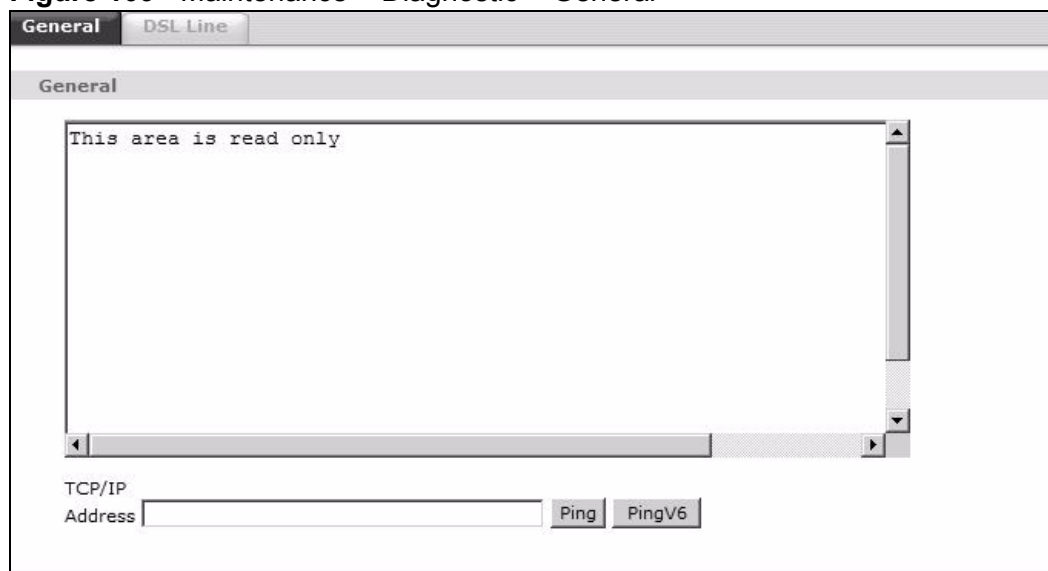 General DSL Line
General
This area is read only
TCP/IP
Address Ping PingV6